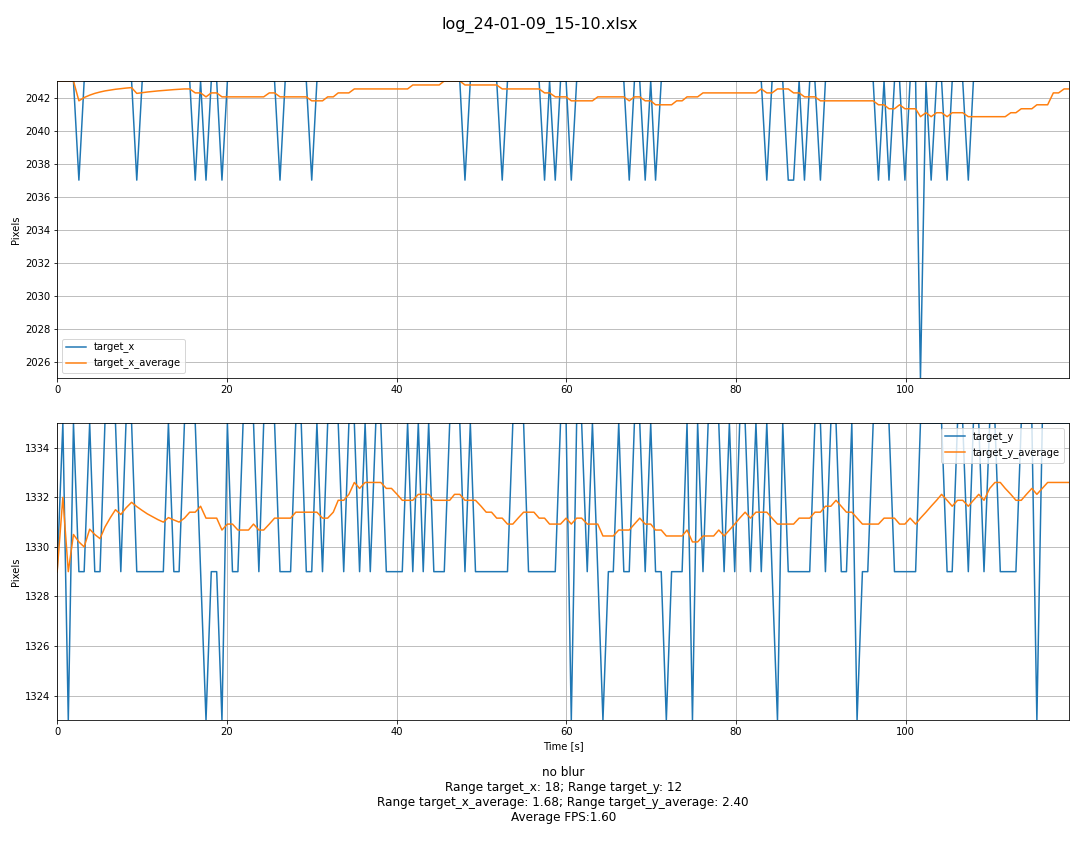 log_24-01-09_15-10.xlsx
2042
2040
2038
2036
2034
2032
2030
2028
2026
Pixels
target_x
target_x_average
0 20 40 60 80 100
1334
1332
1330
1328
1326
1324
Pixels
target_y
target_y_average
0 20 40 60 80 100
Time [s]
no blur
Range target_x: 18; Range target_y: 12
Range target_x_average: 1.68; Range target_y_average: 2.40
Average FPS:1.60